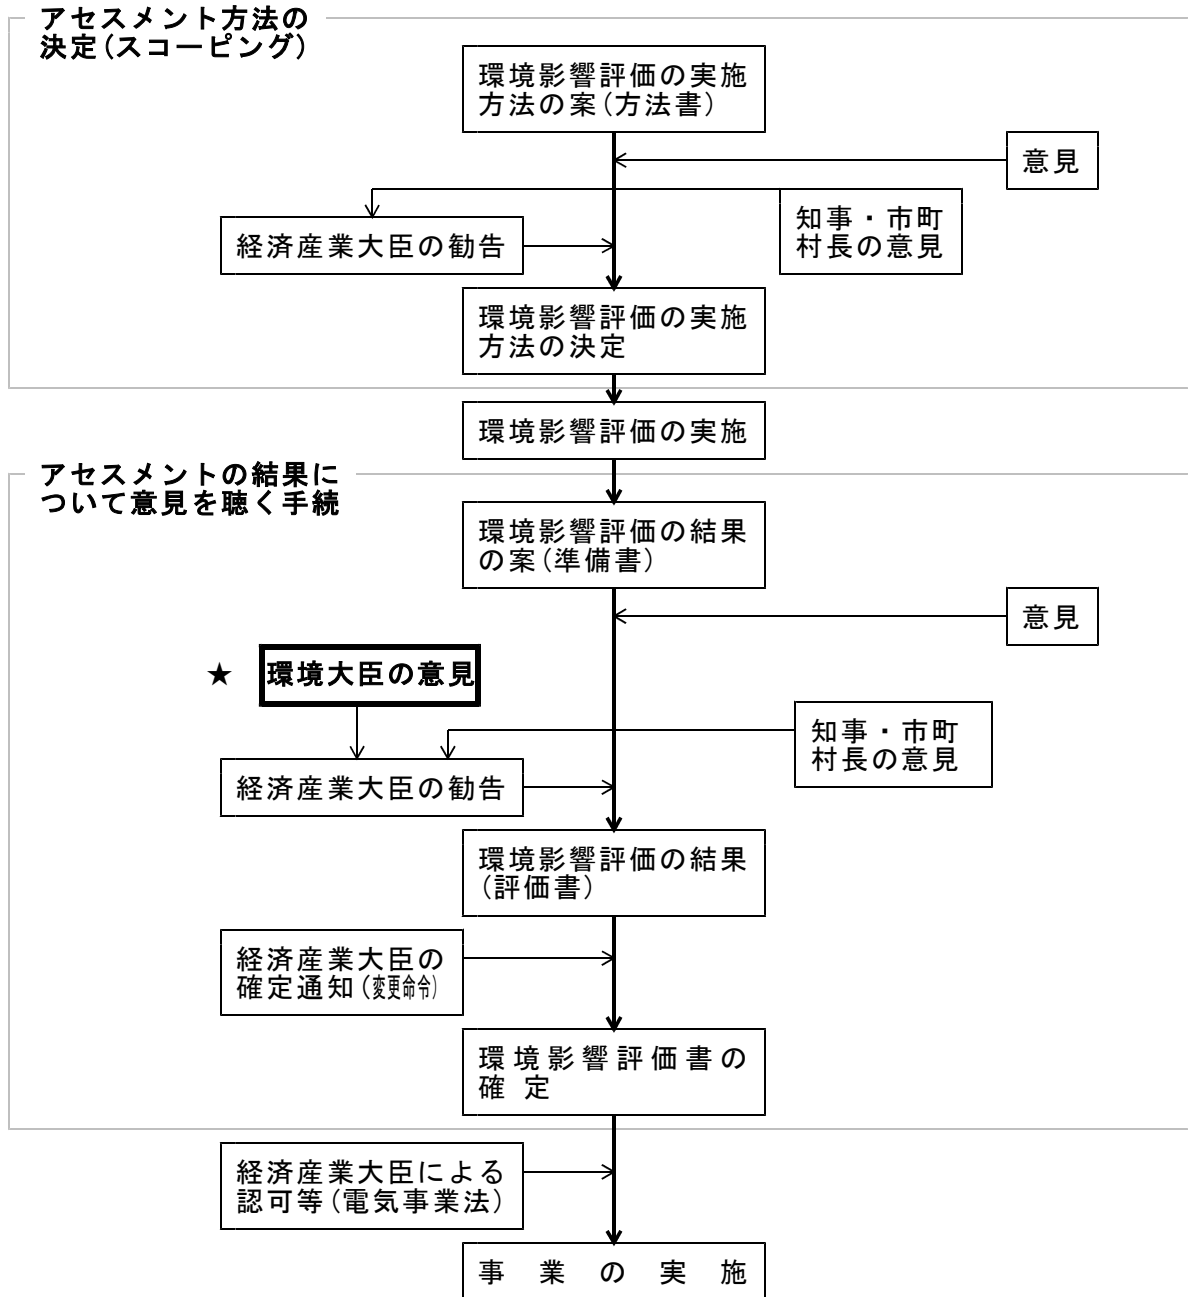 アセスメント方法の
決定(スコーピング)
環境影響評価の実施
方法の案(方法書)
意見
知事・市町
村長の意見
経済産業大臣の勧告
環境影響評価の実施
方法の決定
環境影響評価の実施
アセスメントの結果に
ついて意見を聴く手続
環境影響評価の結果
の案(準備書)
意見
★ 環境大臣の意見
知事・市町
村長の意見
経済産業大臣の勧告
環境影響評価の結果
(評価書)
経済産業大臣の
確定通知(変更命令)
環境影響評価書の
確 定
経済産業大臣による
認可等(電気事業法)
事 業 の 実 施